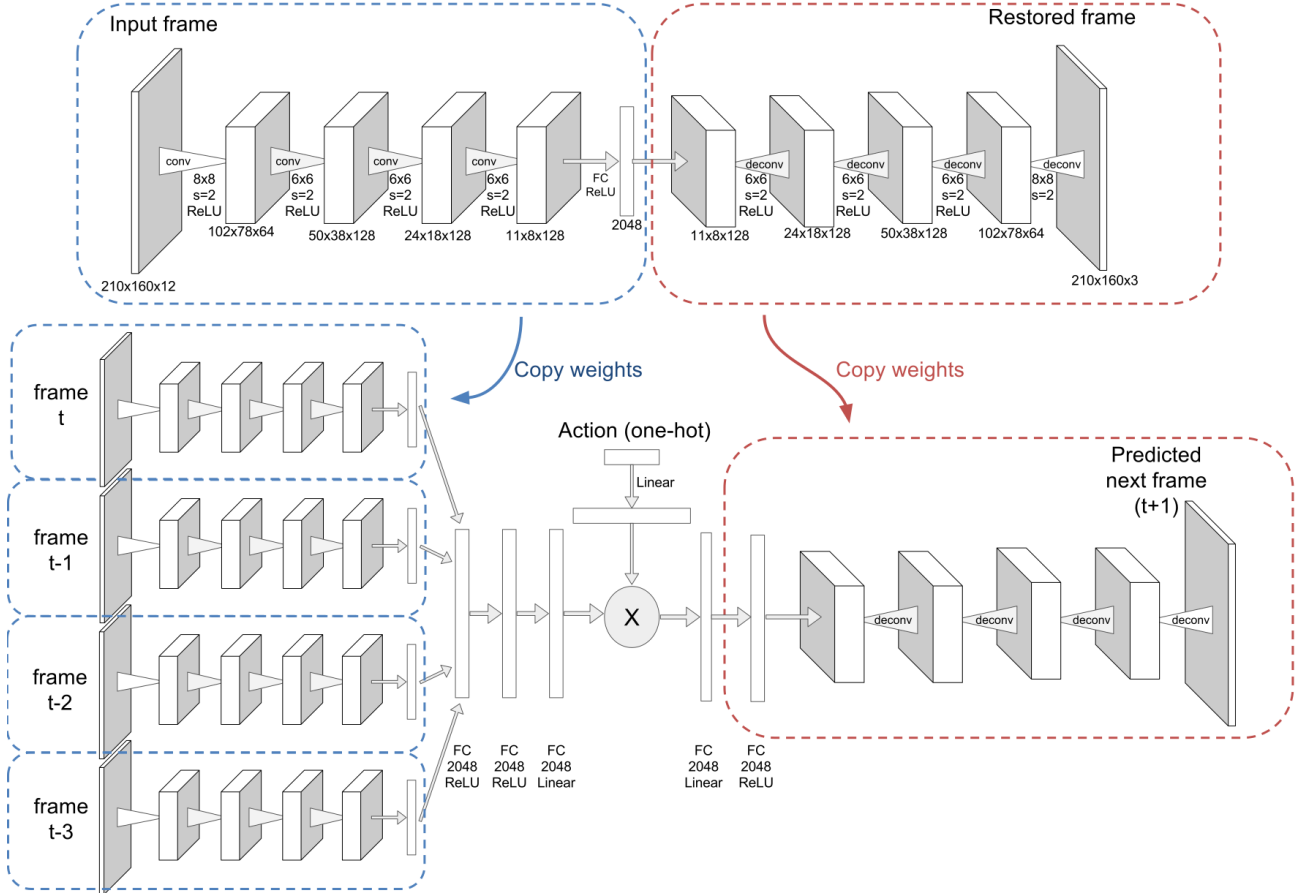 Input frame
Restored frame
conv
conv
conv
conv
deconv
deconv
deconv
deconv
8x8
s=2
ReLU
6x6
s=2
ReLU
6x6
s=2
ReLU
6x6
s=2
ReLU
FC
ReLU
6x6
s=2
ReLU
6x6
s=2
ReLU
6x6
s=2
ReLU
8x8
s=2
210x160x12
102x78x64
50x38x128
24x18x128
11x8x128
2048
11x8x128
24x18x128
50x38x128
102x78x64
210x160x3
Copy weights
Copy weights
frame
t
frame
t-1
frame
t-2
frame
t-3
Action (one-hot)
Linear
X
FC
2048
ReLU
FC
2048
ReLU
FC
2048
Linear
FC
2048
Linear
FC
2048
ReLU
Predicted
next frame
(t+1)
deconv
deconv
deconv
deconv